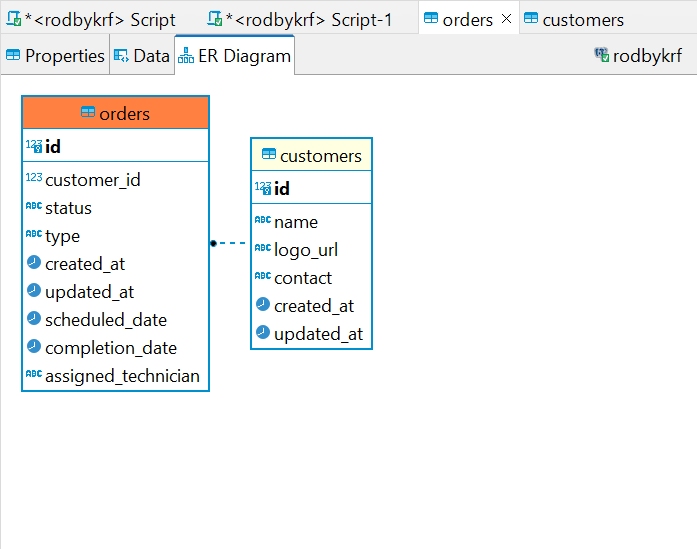 *<rodbykrf> Script
*<rodbykrf> Script-1
orders
customers
Properties
Data
ER Diagram
rodbykrf
orders
123 id
123 customer_id
ABC status
ABC type
created_at
updated_at
scheduled_date
completion_date
ABC assigned_technician
customers
123 id
ABC name
ABC logo_url
ABC contact
created_at
updated_at